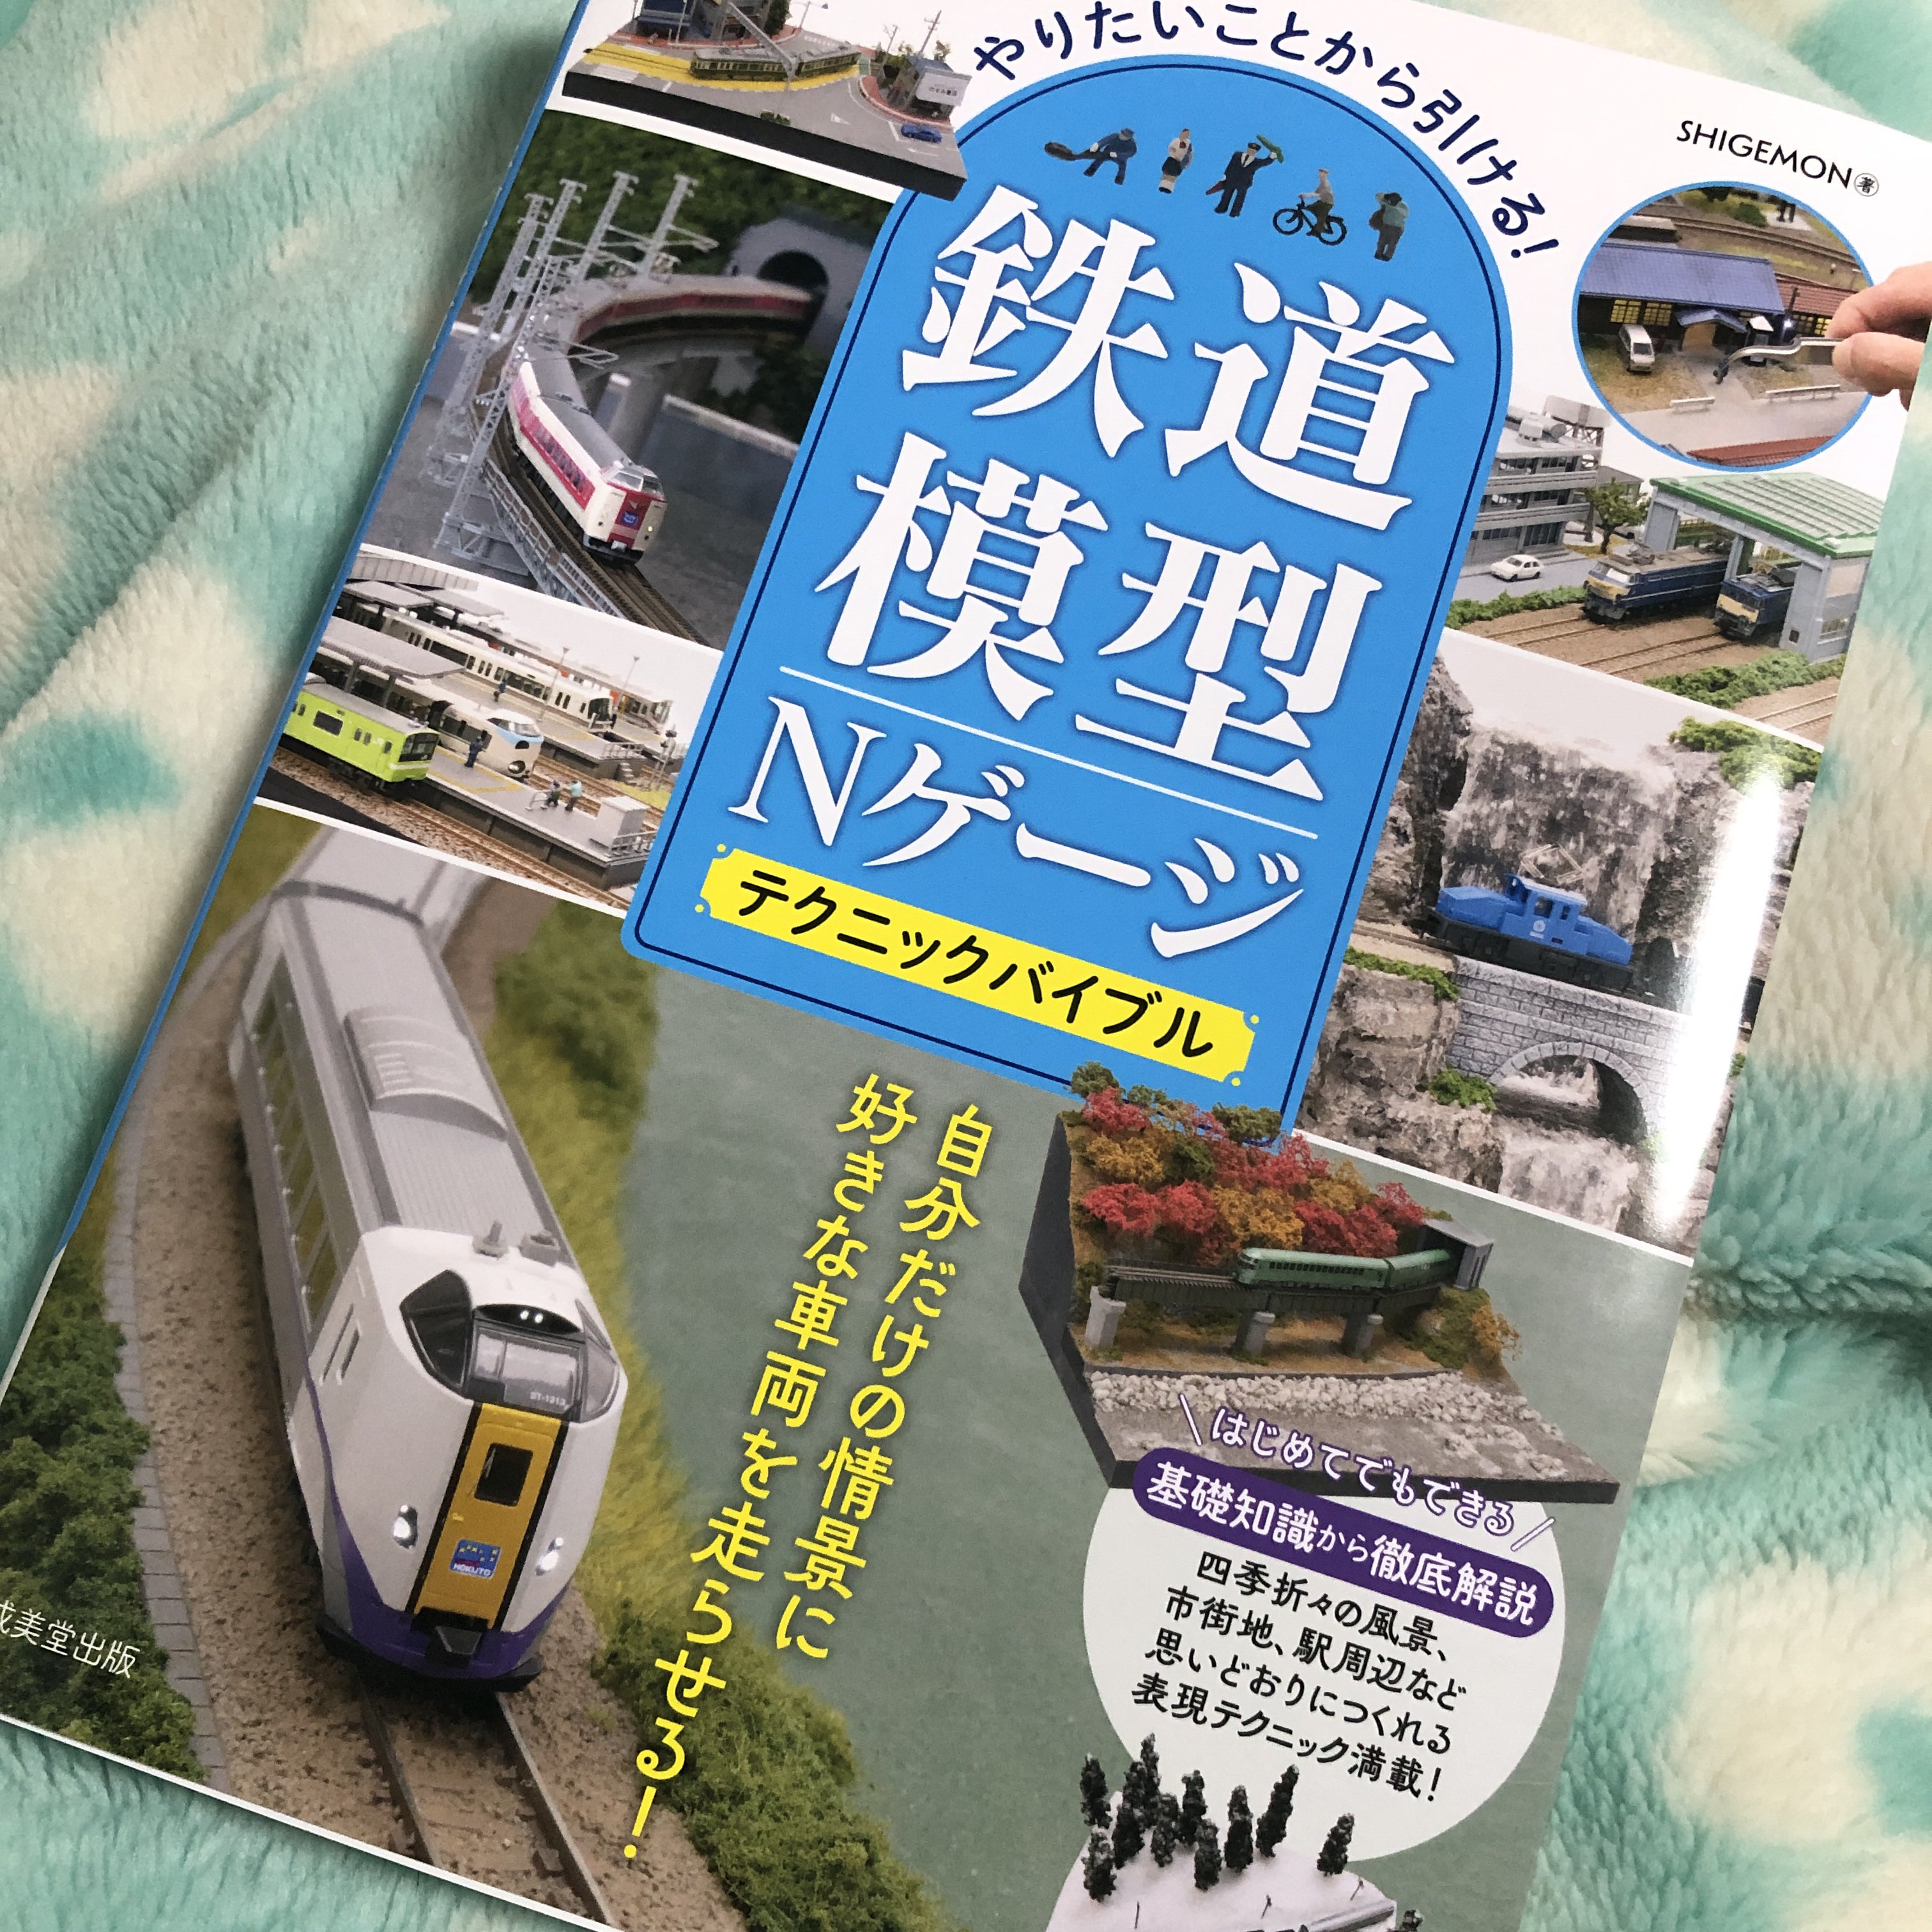 やりたいことから引ける!
SHIGEMON著
鉄道
模型
Nゲージ
テクニックバイブル
自分だけの情景に
好きな車両を走らせる!
はじめてでもできる
基礎知識から徹底解説
四季折々の風景、
市街地、駅周辺など
思いどおりにつくれる
表現テクニック満載!
HOKUTO
成美堂出版